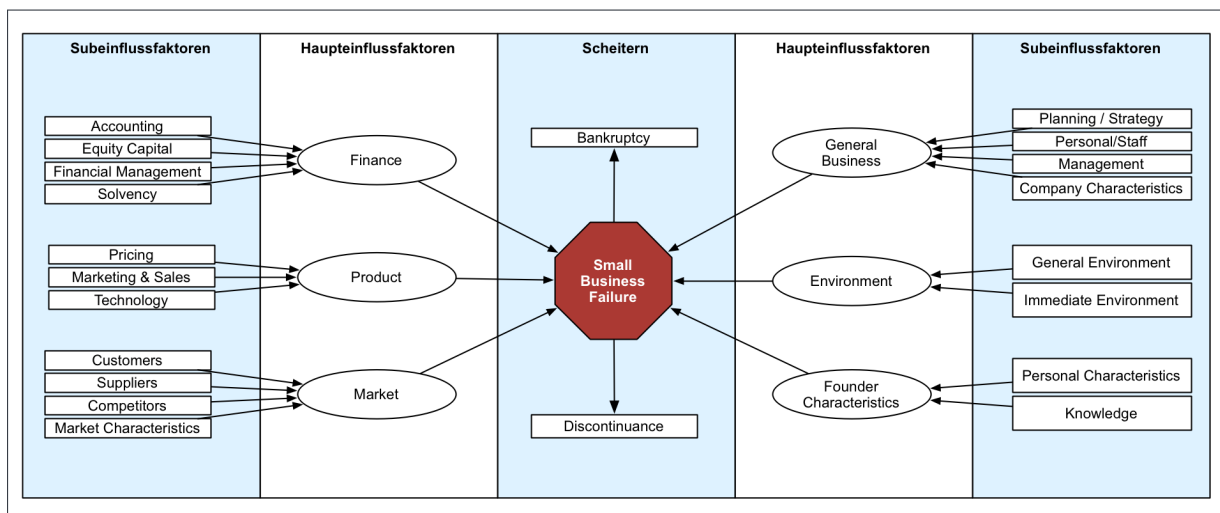 Subeinflussfaktoren
Haupteinflussfaktoren
Scheitern
Haupteinflussfaktoren
Subeinflussfaktoren
Accounting
Equity Capital
Financial Management
Solvency
Finance
Pricing
Marketing & Sales
Technology
Product
Customers
Suppliers
Competitors
Market Characteristics
Market
Bankruptcy
Small
Business
Failure
Discontinuance
General
Business
Planning / Strategy
Personal/Staff
Management
Company Characteristics
Environment
General Environment
Immediate Environment
Founder
Characteristics
Personal Characteristics
Knowledge